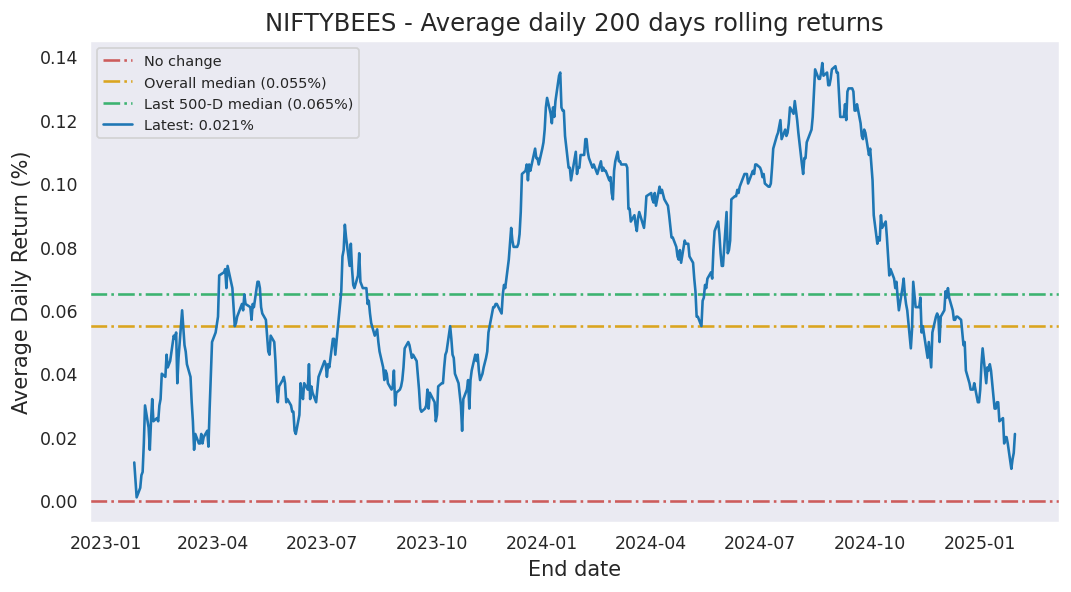 NIFTYBEES - Average daily 200 days rolling returns
No change
Overall median (0.055%)
Last 500-D median (0.065%)
Latest: 0.021%
Average Daily Return (%)
0.14
0.12
0.10
0.08
0.06
0.04
0.02
0.00
2023-01 2023-04 2023-07 2023-10 2024-01 2024-04 2024-07 2024-10 2025-01
End date